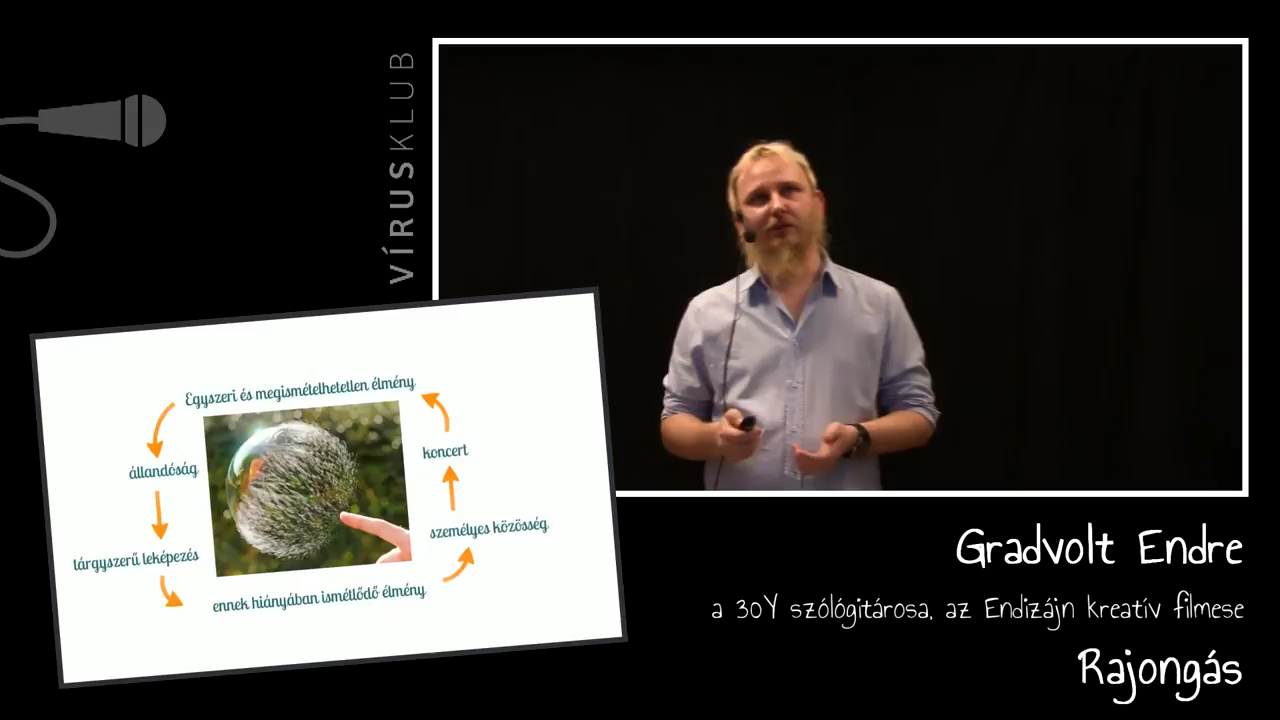 VÍRUSKLUB
Egyszeri és megismételhetetlen élmény
állandóság
tárgyszerű leképezés
ennek hiányában ismétlődő élmény
személyes közösség
koncert
Gradvolt Endre
a 30Y szólógitárosa, az Endizájn kreatív filmese
Rajongás